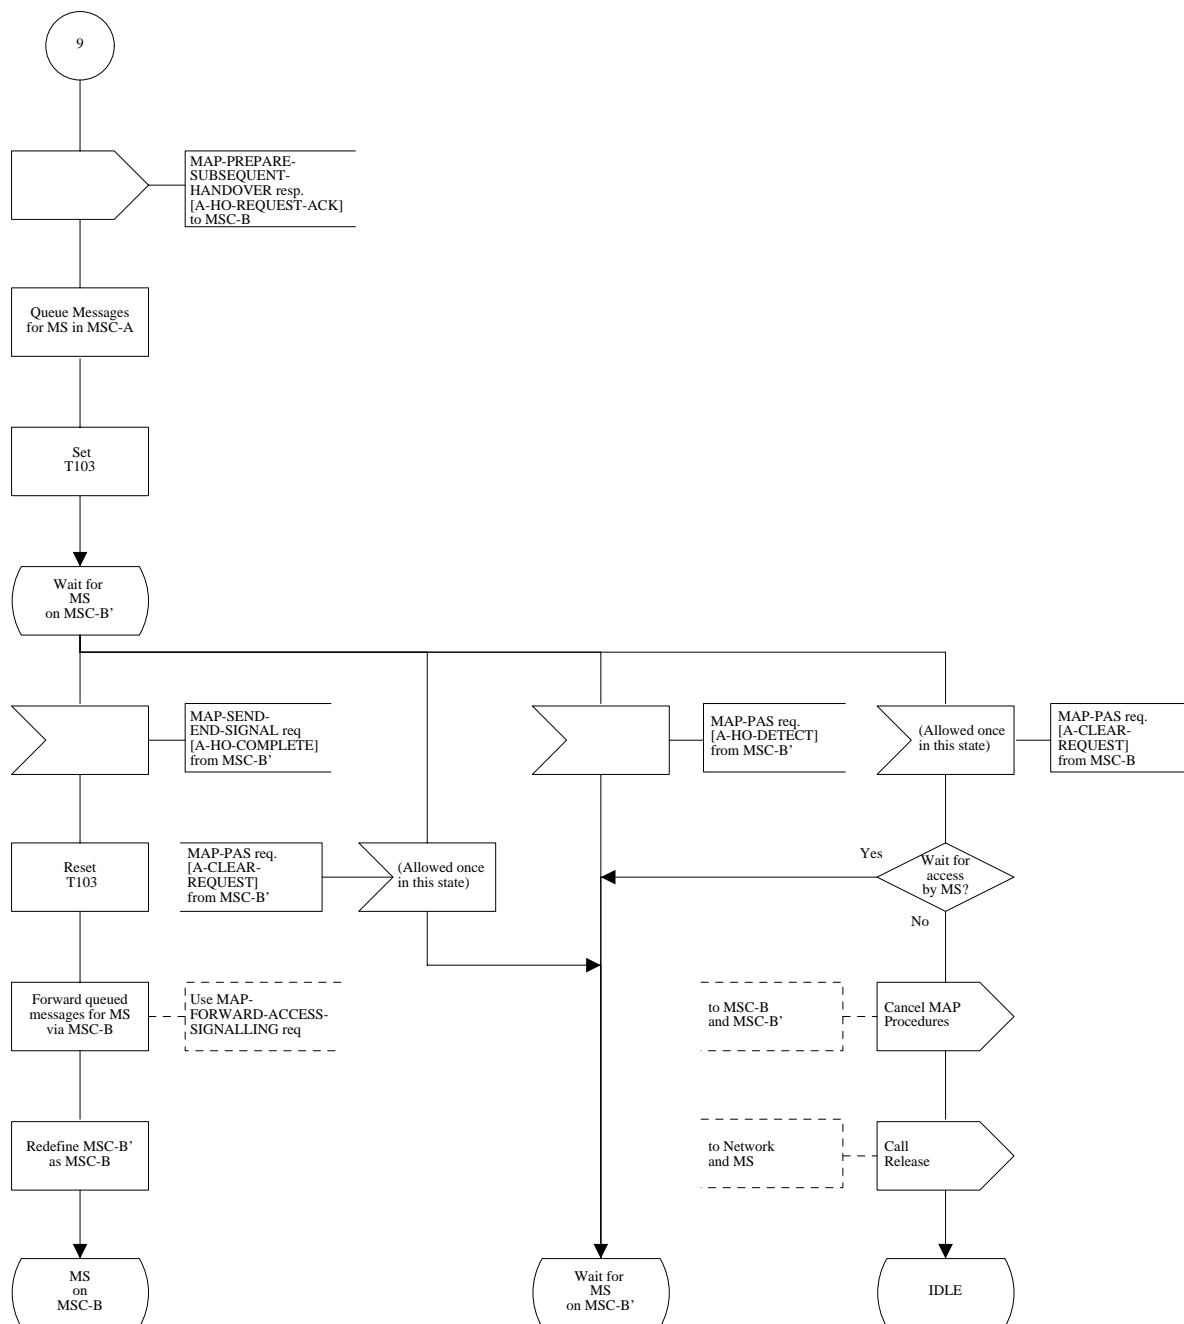 9
MAP-PREPARE-
SUBSEQUENT-
HANDOVER resp.
[A-HO-REQUEST-ACK]
to MSC-B
Queue Messages
for MS in MSC-A
Set
T103
Wait for
MS
on MSC-B’
MAP-SEND-
END-SIGNAL req
[A-HO-COMPLETE]
from MSC-B’
MAP-PAS req.
[A-HO-DETECT]
from MSC-B’
(Allowed once
in this state)
MAP-PAS req.
[A-CLEAR-
REQUEST]
from MSC-B
Reset
T103
MAP-PAS req.
[A-CLEAR-
REQUEST]
from MSC-B’
(Allowed once
in this state)
Yes
Wait for
access
by MS?
No
Forward queued
messages for MS
via MSC-B
Use MAP-
FORWARD-ACCESS-
SIGNALLING req
to MSC-B
and MSC-B’
Cancel MAP
Procedures
Redefine MSC-B’
as MSC-B
to Network
and MS
Call
Release
MS
on
MSC-B
Wait for
MS
on MSC-B’
IDLE